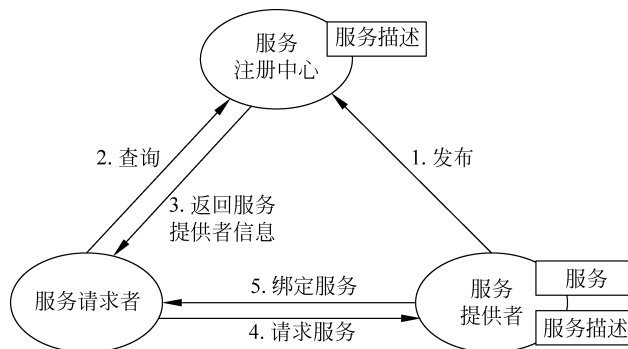 服务
注册中心
服务描述
2. 查询
1. 发布
3. 返回服务
提供者信息
服务请求者
5. 绑定服务
4. 请求服务
服务
提供者
服务
服务描述